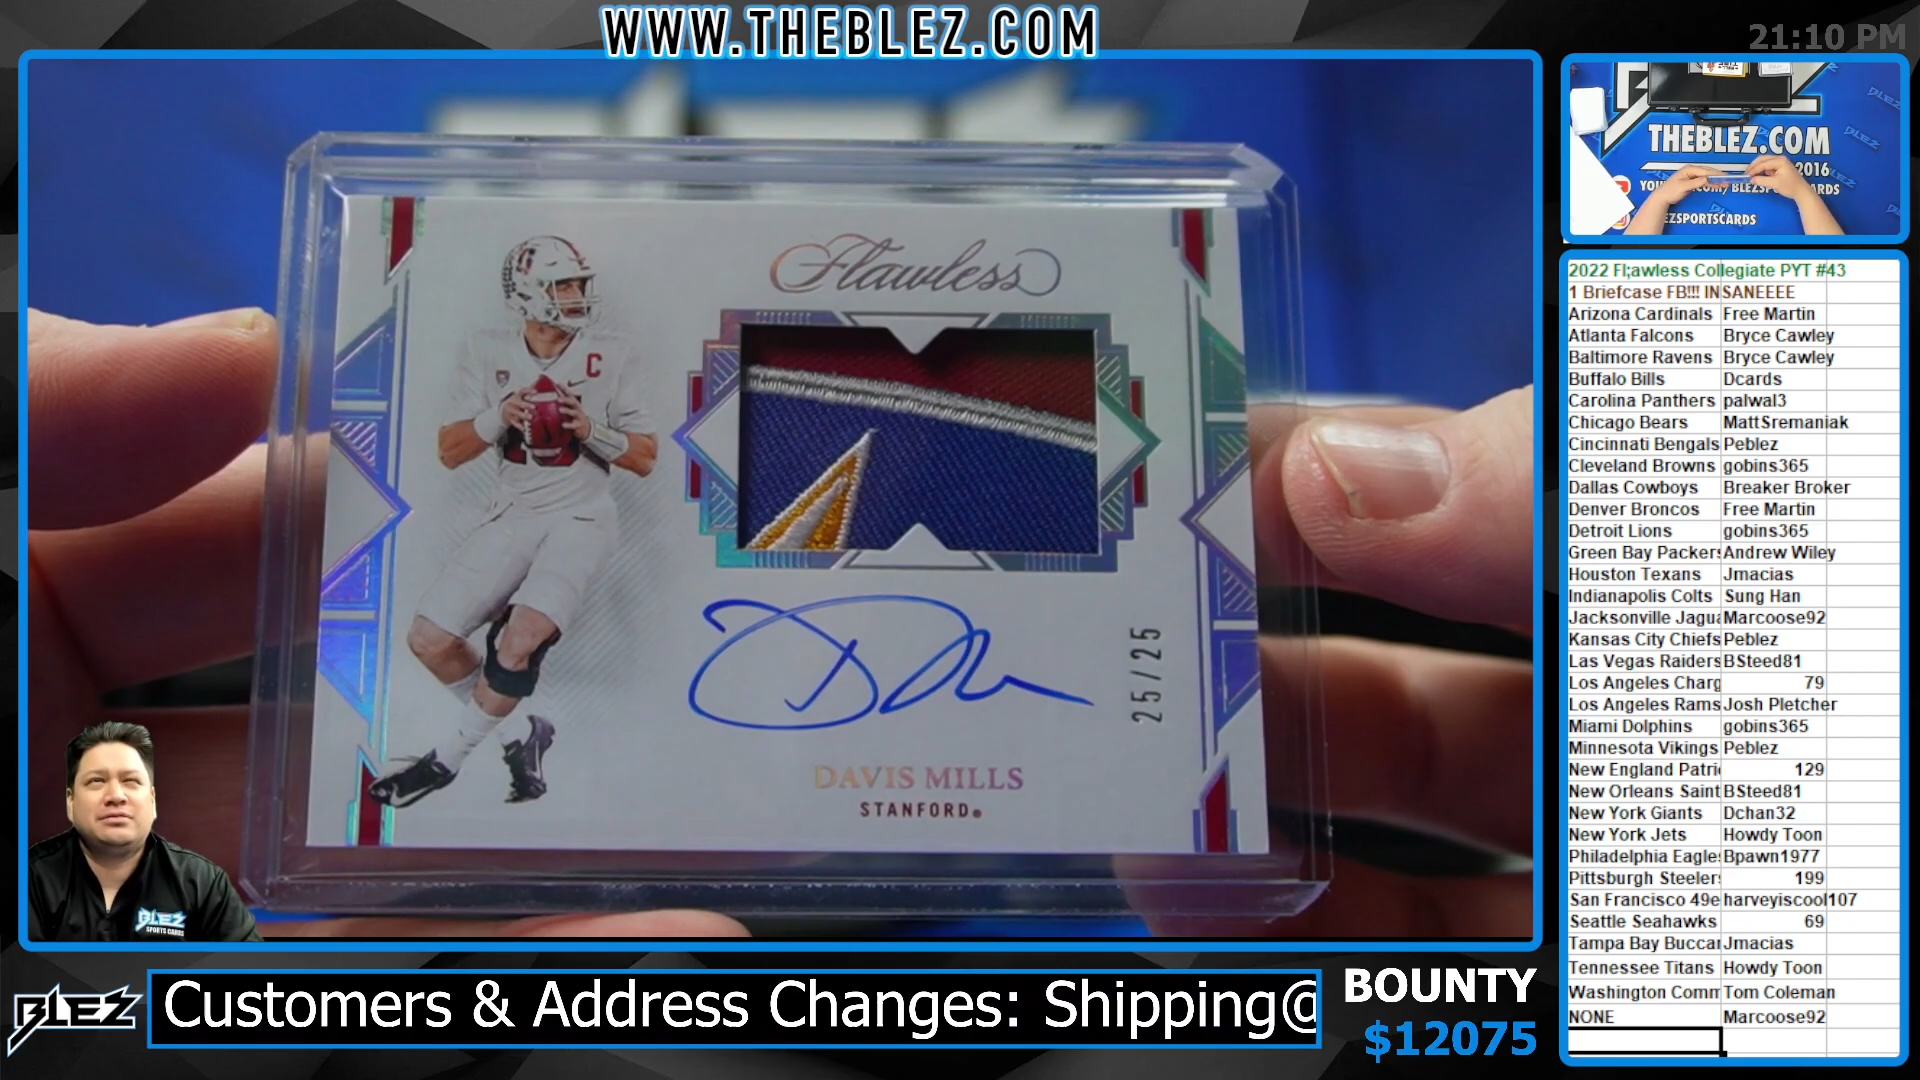 WWW.THEBLEZ.COM
21:10 PM
Flawless
C
25/25
DAVIS MILLS
STANFORD
THEBLEZ.COM
2016
BLEZ
SPORTS CARDS
2022 Fl;awless Collegiate PYT #43
1 Briefcase FB!!! INSANEEEE
Arizona Cardinals Free Martin
Atlanta Falcons Bryce Cawley
Baltimore Ravens Bryce Cawley
Buffalo Bills Dcards
Carolina Panthers palwal3
Chicago Bears MattSremaniak
Cincinnati Bengals Peblez
Cleveland Browns gobins365
Dallas Cowboys Breaker Broker
Denver Broncos Free Martin
Detroit Lions gobins365
Green Bay Packers Andrew Wiley
Houston Texans Jmacias
Indianapolis Colts Sung Han
Jacksonville Jagua Marcoose92
Kansas City Chiefs Peblez
Las Vegas Raiders BSteed81
Los Angeles Charg 79
Los Angeles Rams Josh Pletcher
Miami Dolphins gobins365
Minnesota Vikings Peblez
New England Patri 129
New Orleans Saint BSteed81
New York Giants Dchan32
New York Jets Howdy Toon
Philadelphia Eagles Bpawn1977
Pittsburgh Steelers 199
San Francisco 49e harveyiscool107
Seattle Seahawks 69
Tampa Bay Buccar Jmacias
Tennessee Titans Howdy Toon
Washington Comm Tom Coleman
NONE Marcoose92
BLEZ
Customers & Address Changes: Shipping@
BOUNTY
$12075